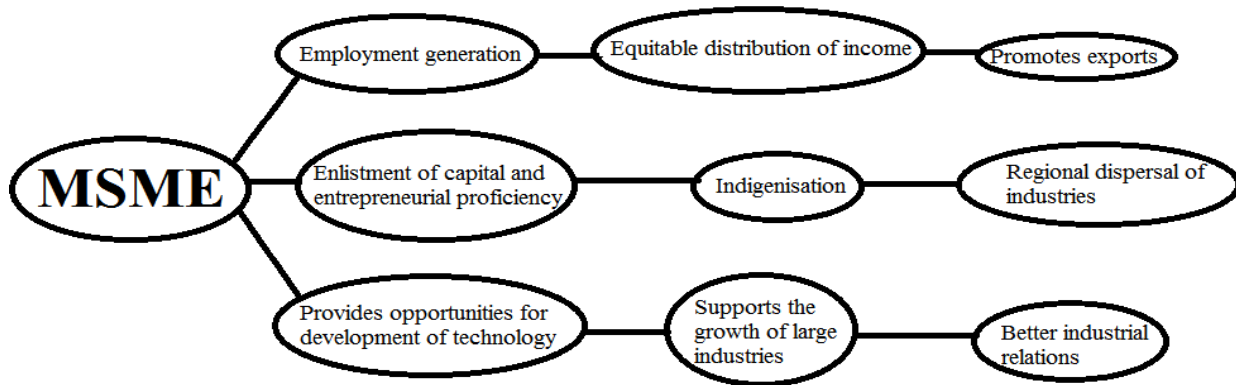 Employment generation
Equitable distribution of income
Promotes exports
MSME
Enlistment of capital and
entrepreneurial proficiency
Indigenisation
Regional dispersal of
industries
Provides opportunities for
development of technology
Supports the
growth of large
industries
Better industrial
relations